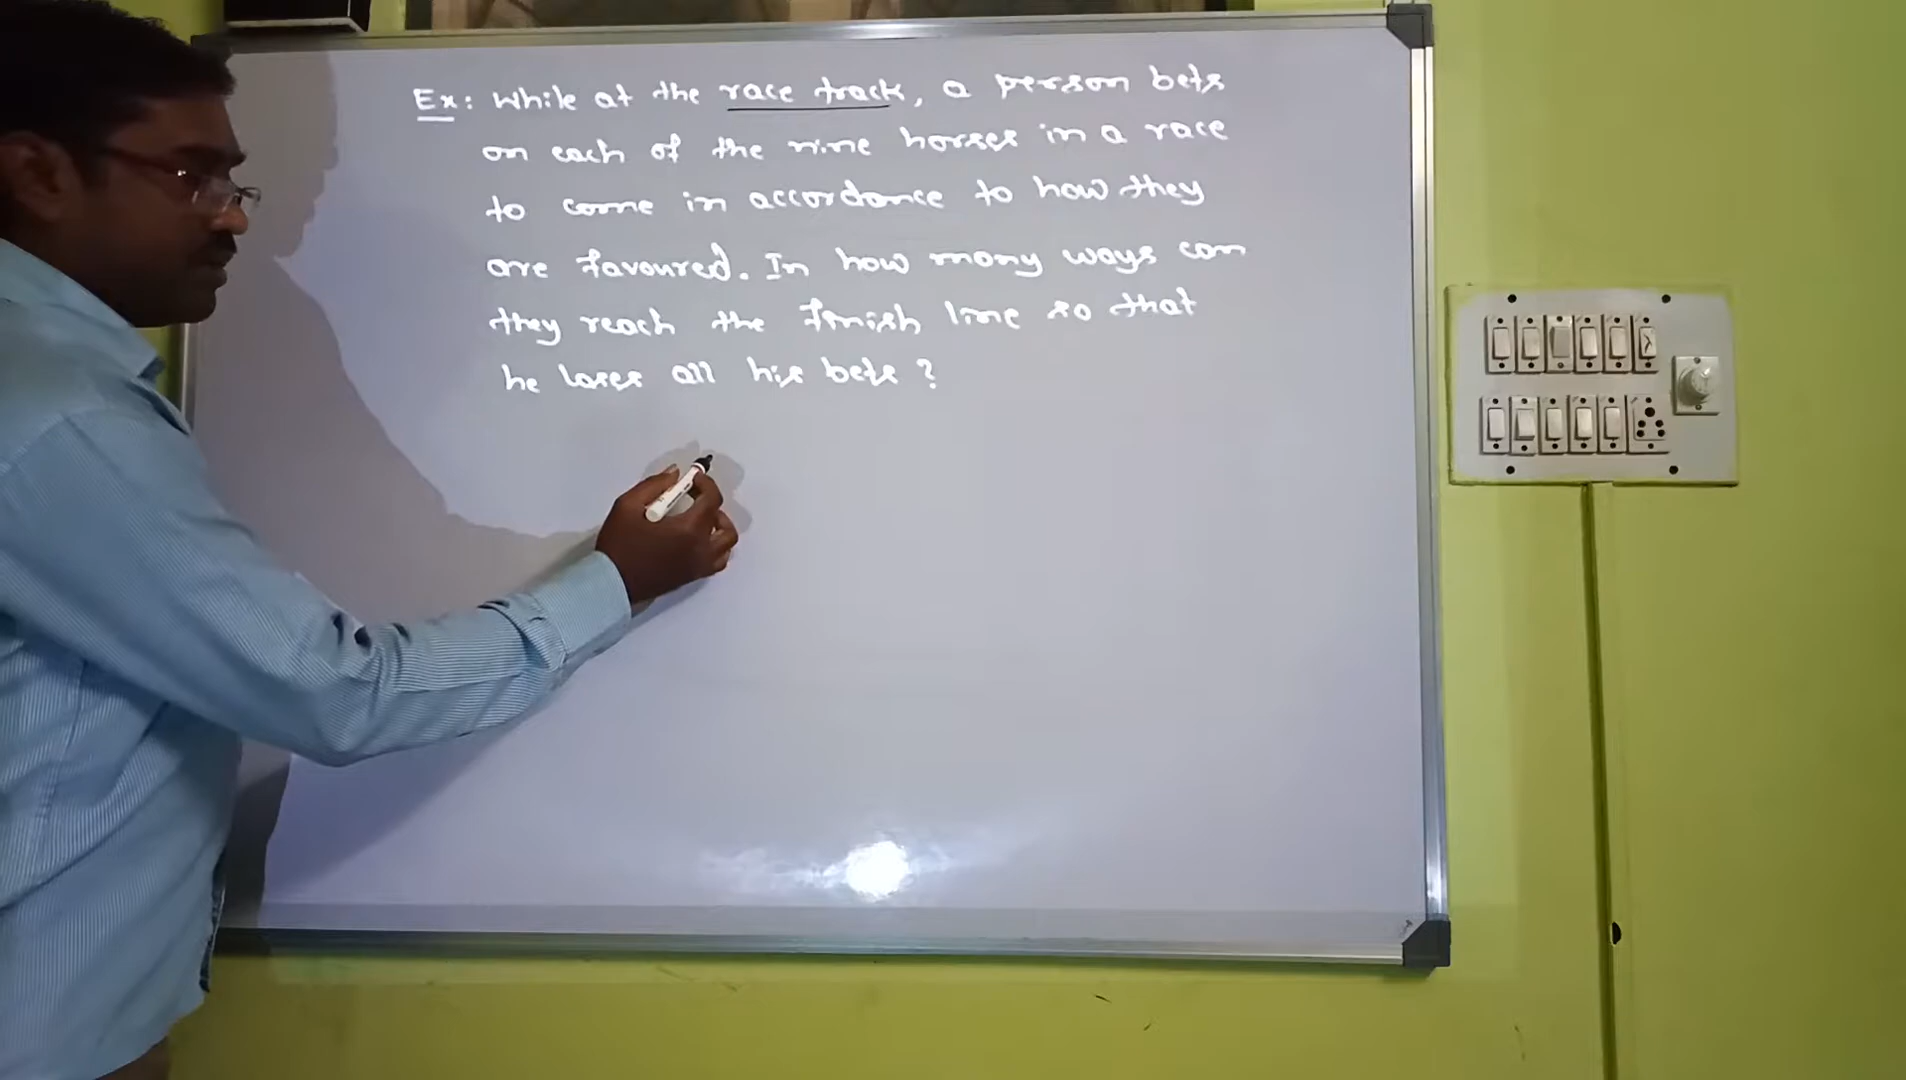 Ex: While at the race track, a person bets
on each of the nine horses in a race
to come in accordance to how they
are favoured. In how many ways can
they reach the finish line so that
he loses all his bets ?